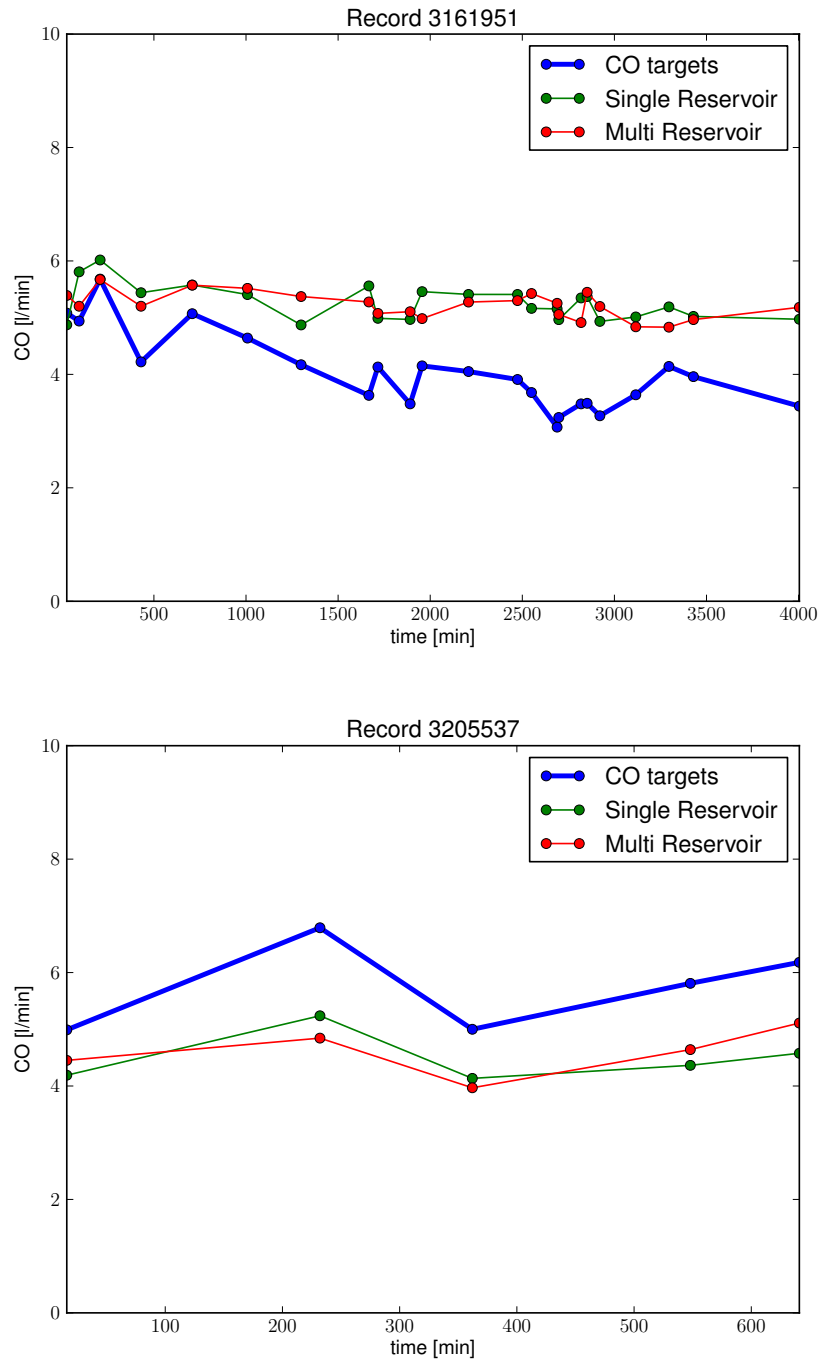 Record 3161951
10
8
6
4
2
0
CO [l/min]
CO targets
Single Reservoir
Multi Reservoir
500 1000 1500 2000 2500 3000 3500 4000
time [min]
Record 3205537
10
8
6
4
2
0
CO [l/min]
CO targets
Single Reservoir
Multi Reservoir
100 200 300 400 500 600
time [min]